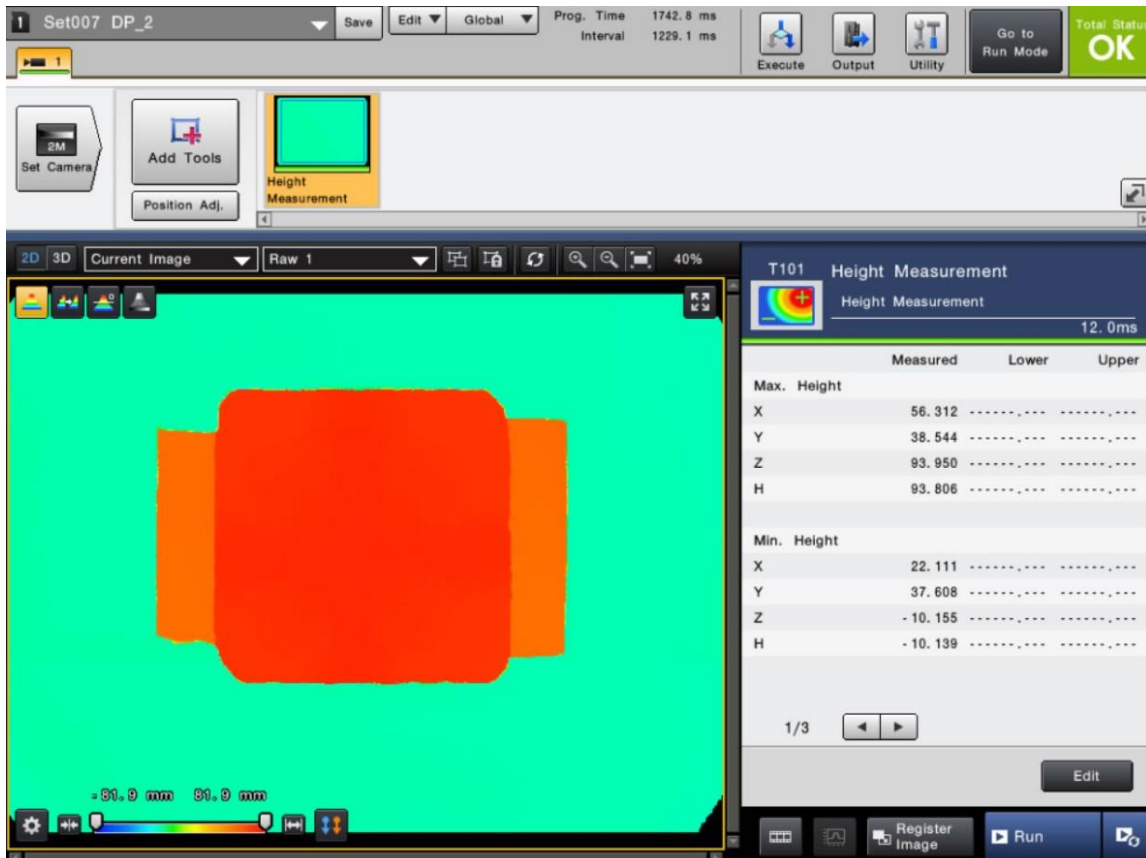 1 Set007 DP_2 Save Edit Global Prog. Time 1742.8 ms
Interval 1229.1 ms
Execute Output Utility Go to Run Mode Total Status OK
1
2M
Set Camera
Add Tools
Position Adj.
Height Measurement
2D 3D Current Image Raw 1 40%
T101 Height Measurement
Height Measurement
12.0ms
Measured Lower Upper
Max. Height
X 56.312 ------.--- ------.---
Y 38.544 ------.--- ------.---
Z 93.950 ------.--- ------.---
H 93.806 ------.--- ------.---
Min. Height
X 22.111 ------.--- ------.---
Y 37.608 ------.--- ------.---
Z -10.155 ------.--- ------.---
H -10.139 ------.--- ------.---
1/3
Edit
-81.9 mm 81.9 mm
Register Image Run